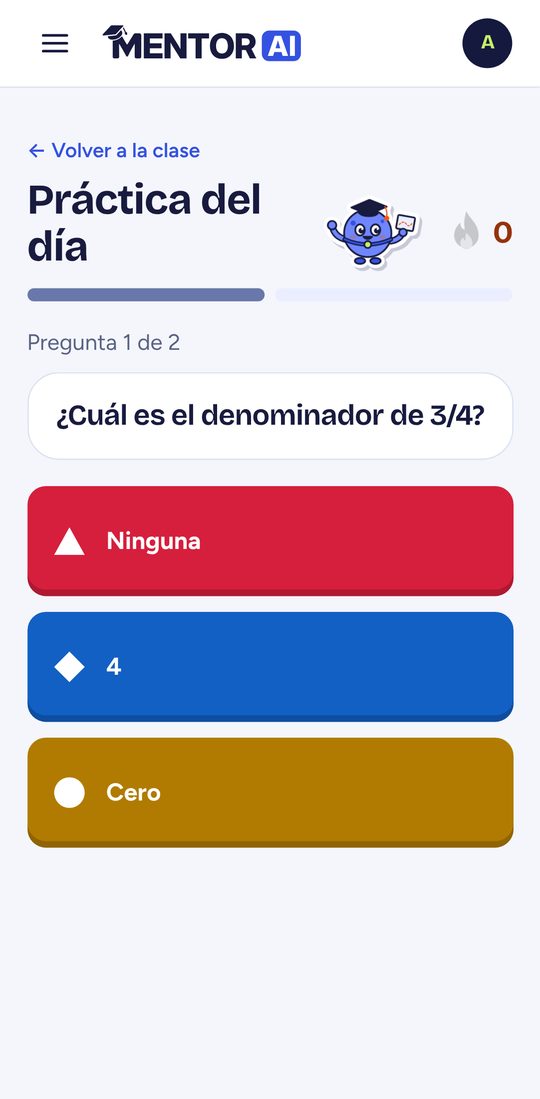 MENTOR AI
A
← Volver a la clase
Práctica del
día
0
Pregunta 1 de 2
¿Cuál es el denominador de 3/4?
Ninguna
4
Cero